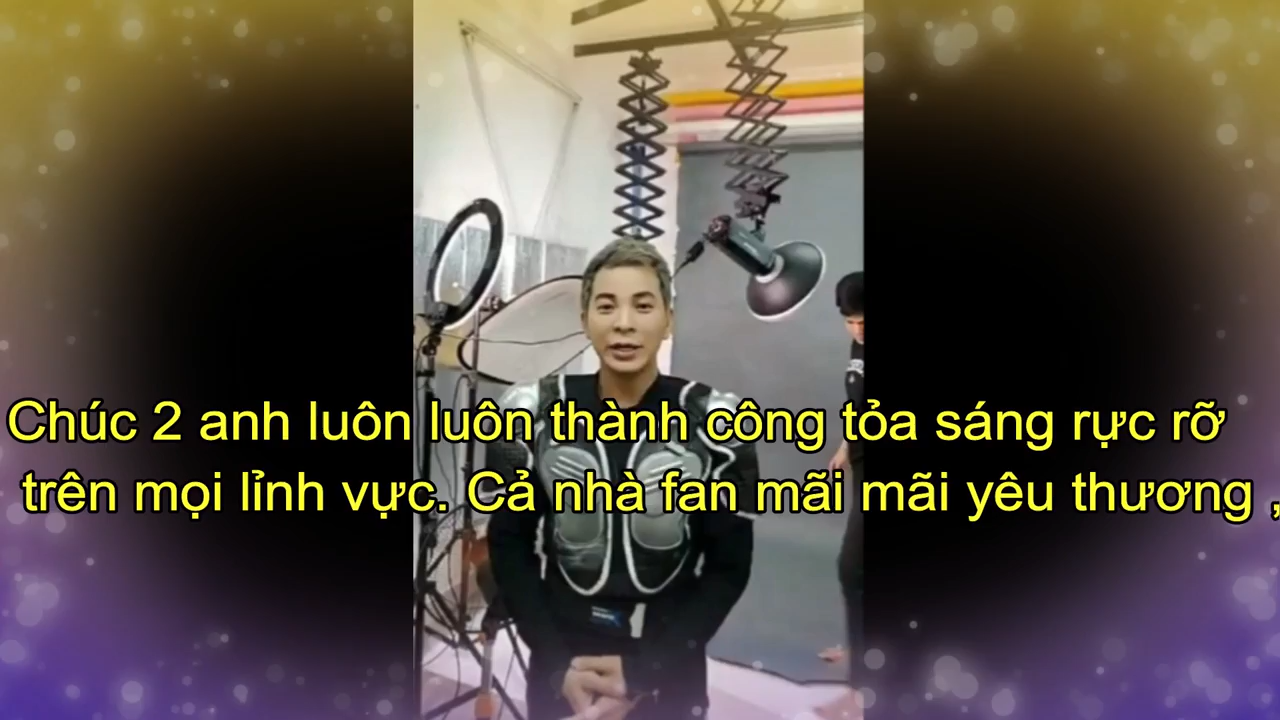 Chúc 2 anh luôn luôn thành công tỏa sáng rực rỡ
trên mọi lỉnh vực. Cả nhà fan mãi mãi yêu thương ,